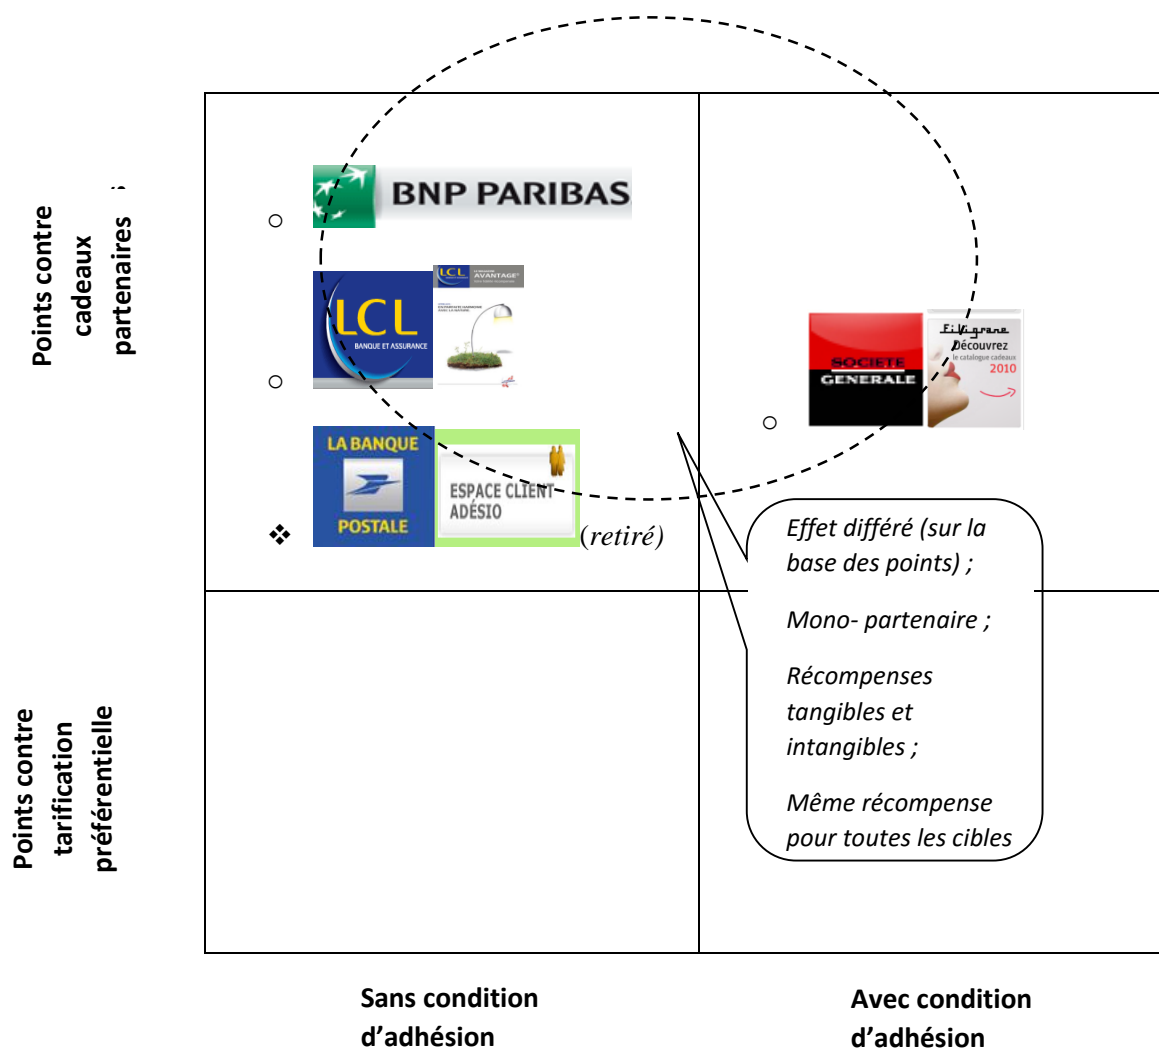 Points contre
cadeaux
partenaires
BNP PARIBAS
LCL
BANQUE ET ASSURANCE
LCL
AVANTAGE
SOCIETE
GENERALE
Filigrane
Découvrez
le catalogue cadeaux
2010
LA BANQUE
POSTALE
ESPACE CLIENT
ADÉSIO
(retiré)
Effet différé (sur la
base des points) ;
Mono- partenaire ;
Récompenses
tangibles et
intangibles ;
Même récompense
pour toutes les cibles
Points contre
tarification
préférentielle
Sans condition
d’adhésion
Avec condition
d’adhésion